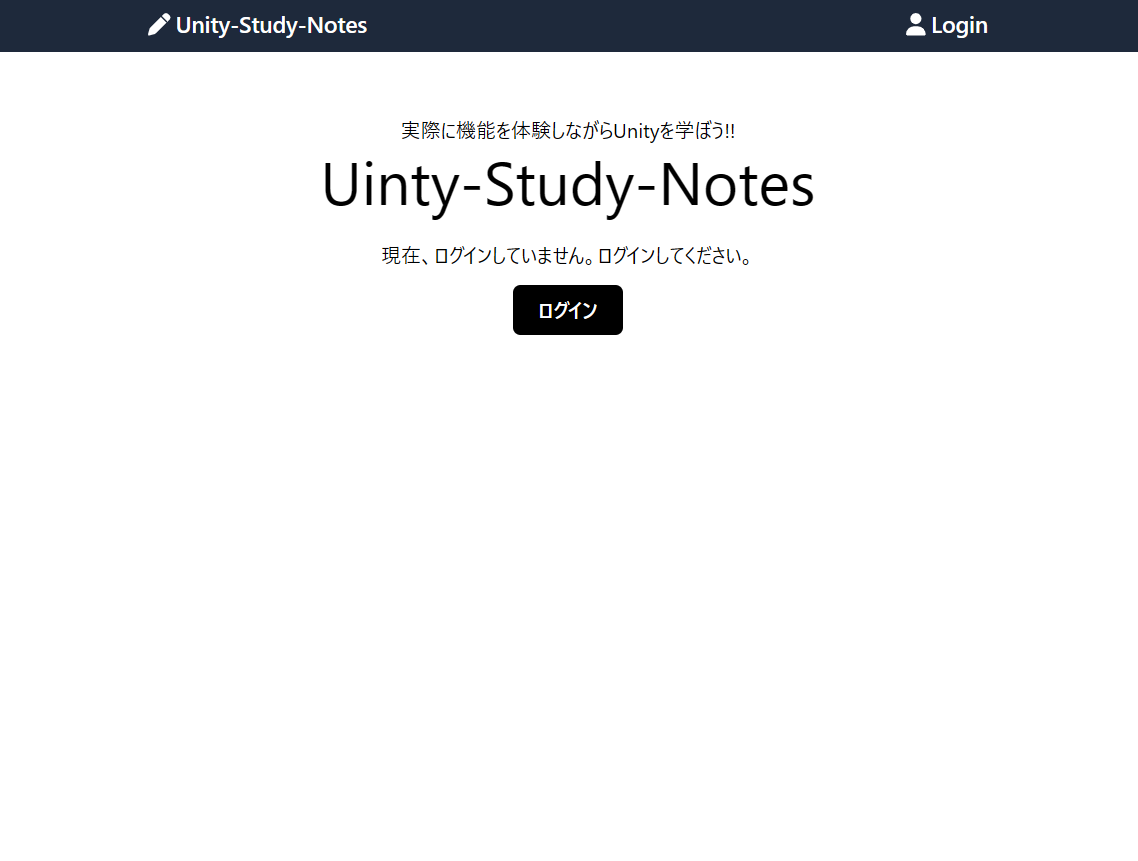 Unity-Study-Notes
Login
実際に機能を体験しながらUnityを学ぼう!!
Uinty-Study-Notes
現在、ログインしていません。ログインしてください。
ログイン